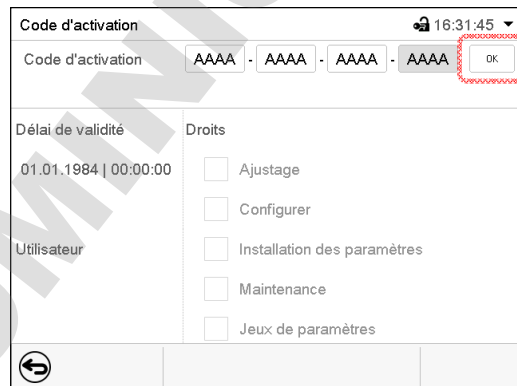 Code d'activation 16:31:45
Code d'activation AAAA - AAAA - AAAA - AAAA OK
Délai de validité Droits
01.01.1984 | 00:00:00 Ajustage
Configurer
Utilisateur Installation des paramètres
Maintenance
Jeux de paramètres